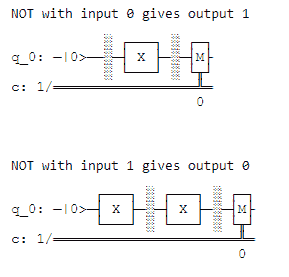 NOT with input 0 gives output 1
X M
q_0: —|0>
c: 1/
0
NOT with input 1 gives output 0
X X M
q_0: —|0>
c: 1/
0